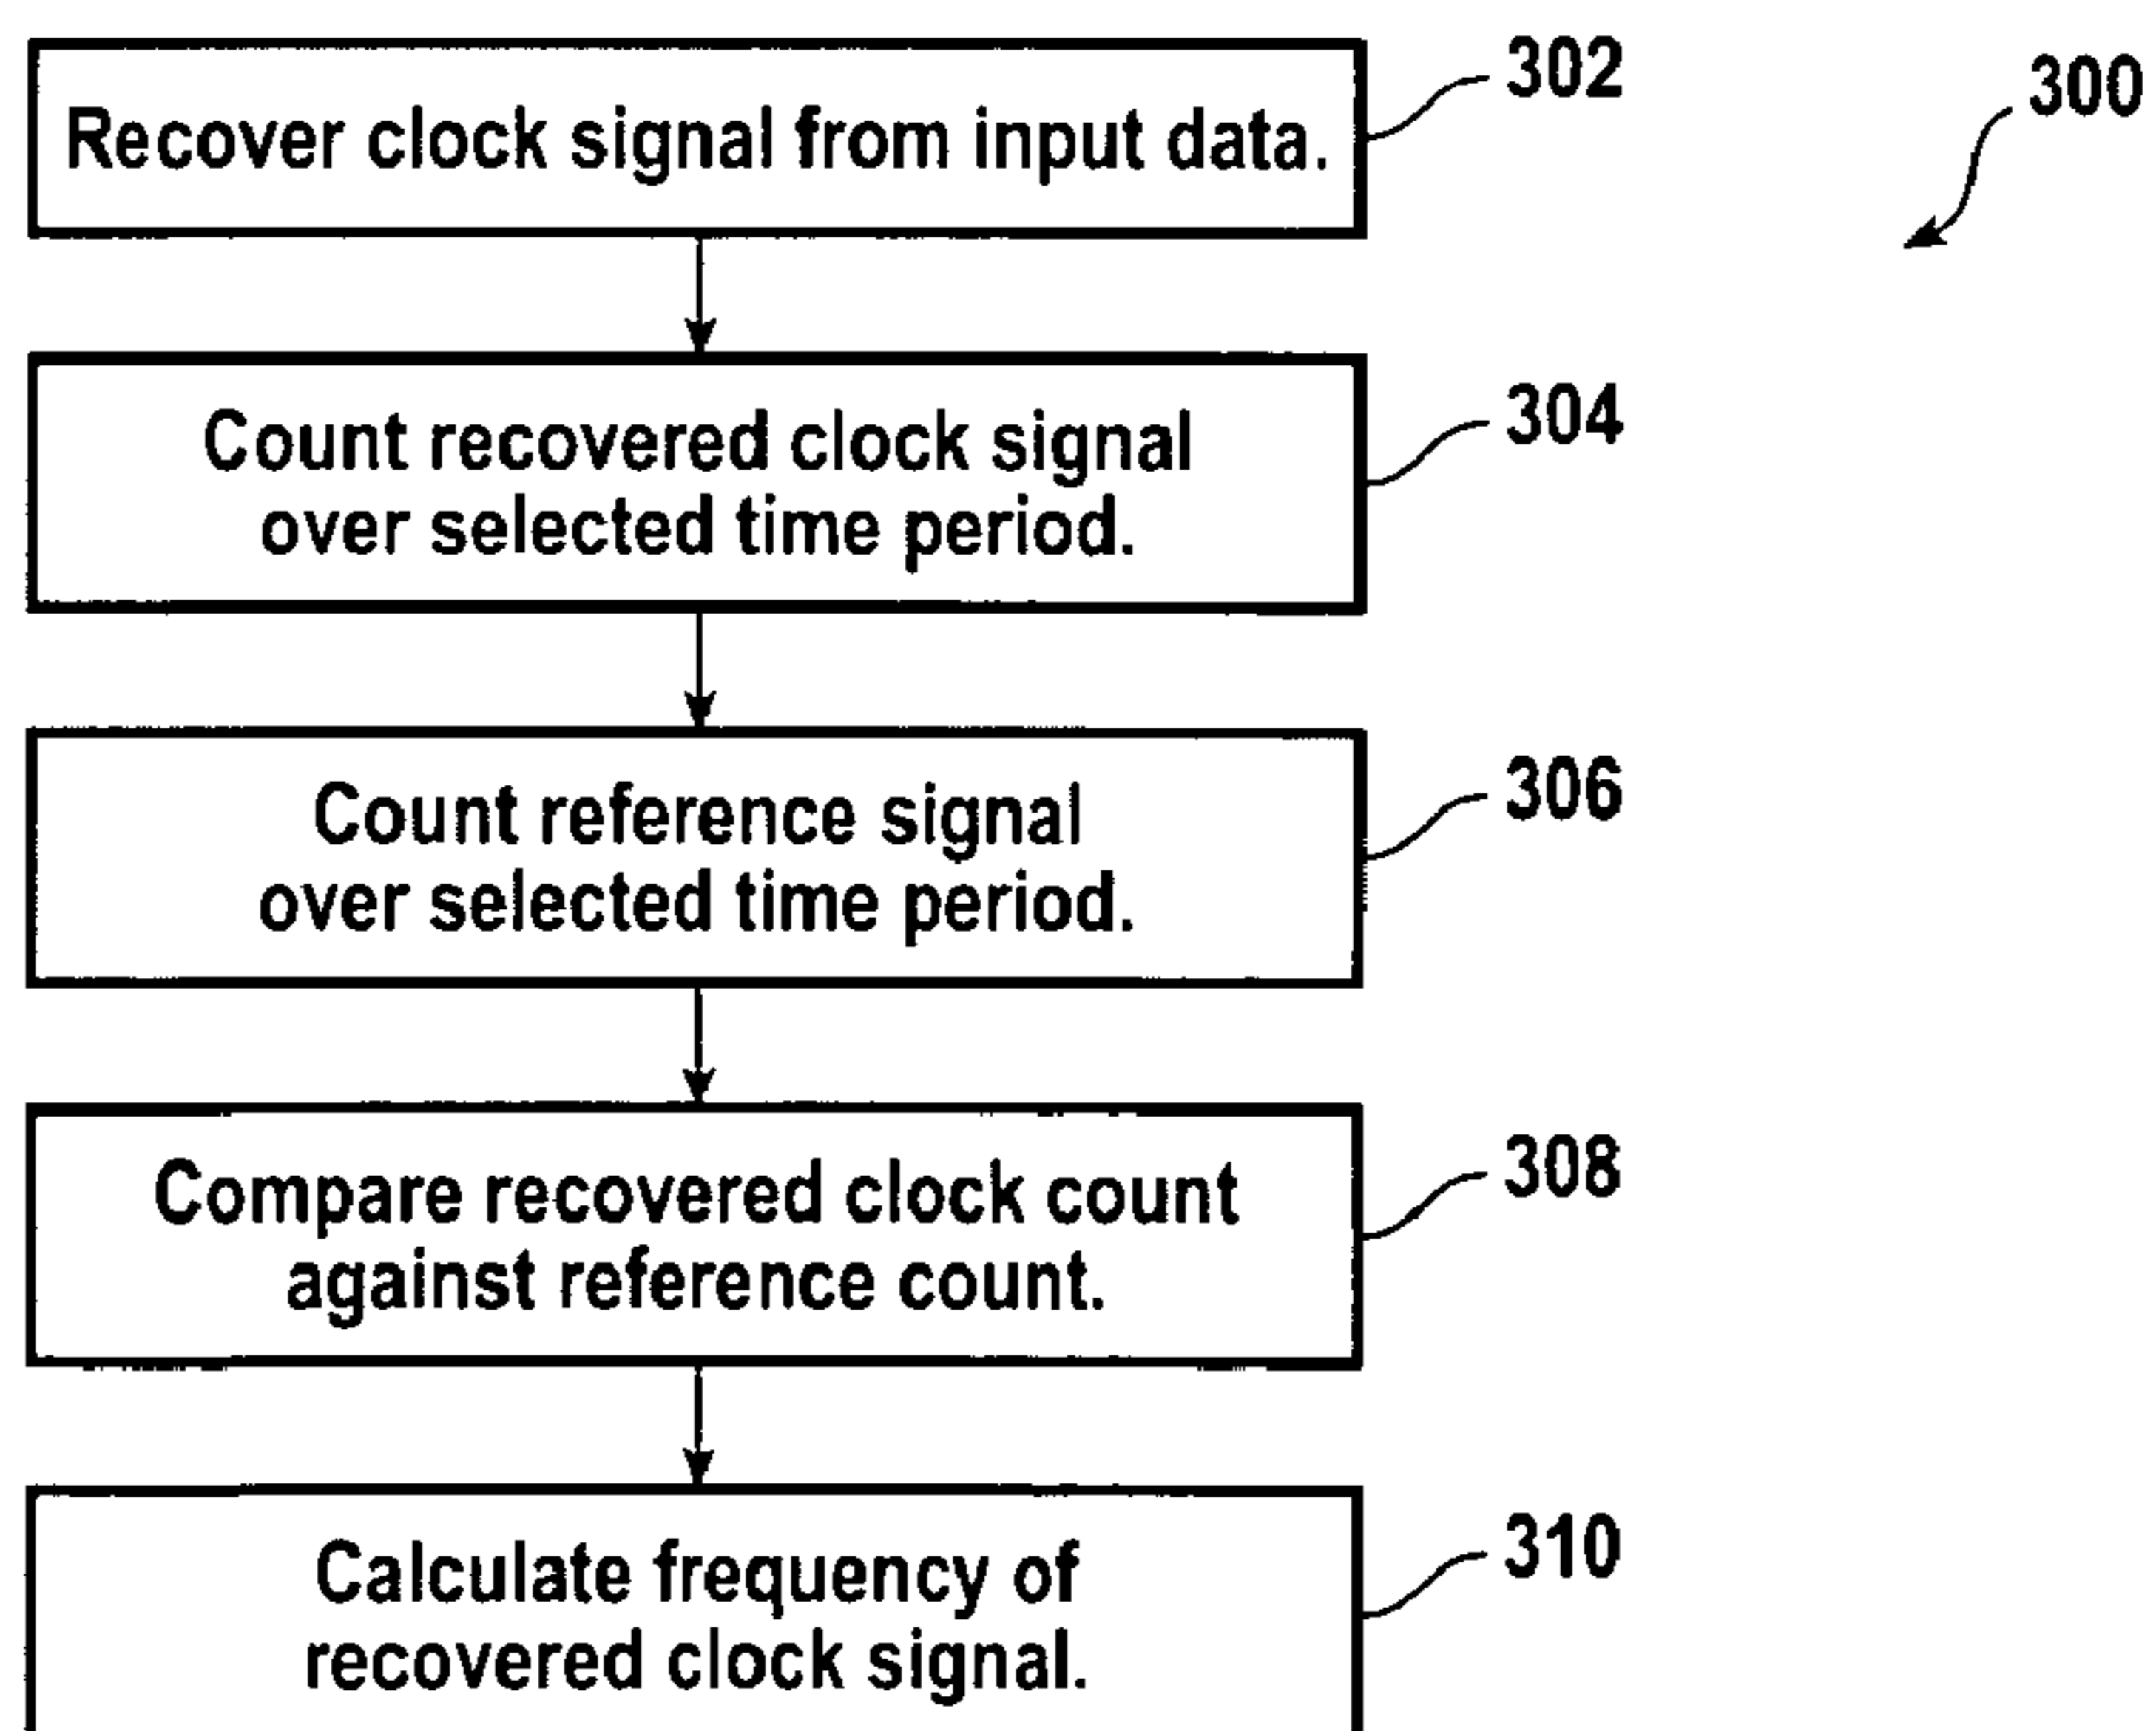 Recover clock signal from input data.
302
300
Count recovered clock signal
over selected time period.
304
Count reference signal
over selected time period.
306
Compare recovered clock count
against reference count.
308
Calculate frequency of
recovered clock signal.
310